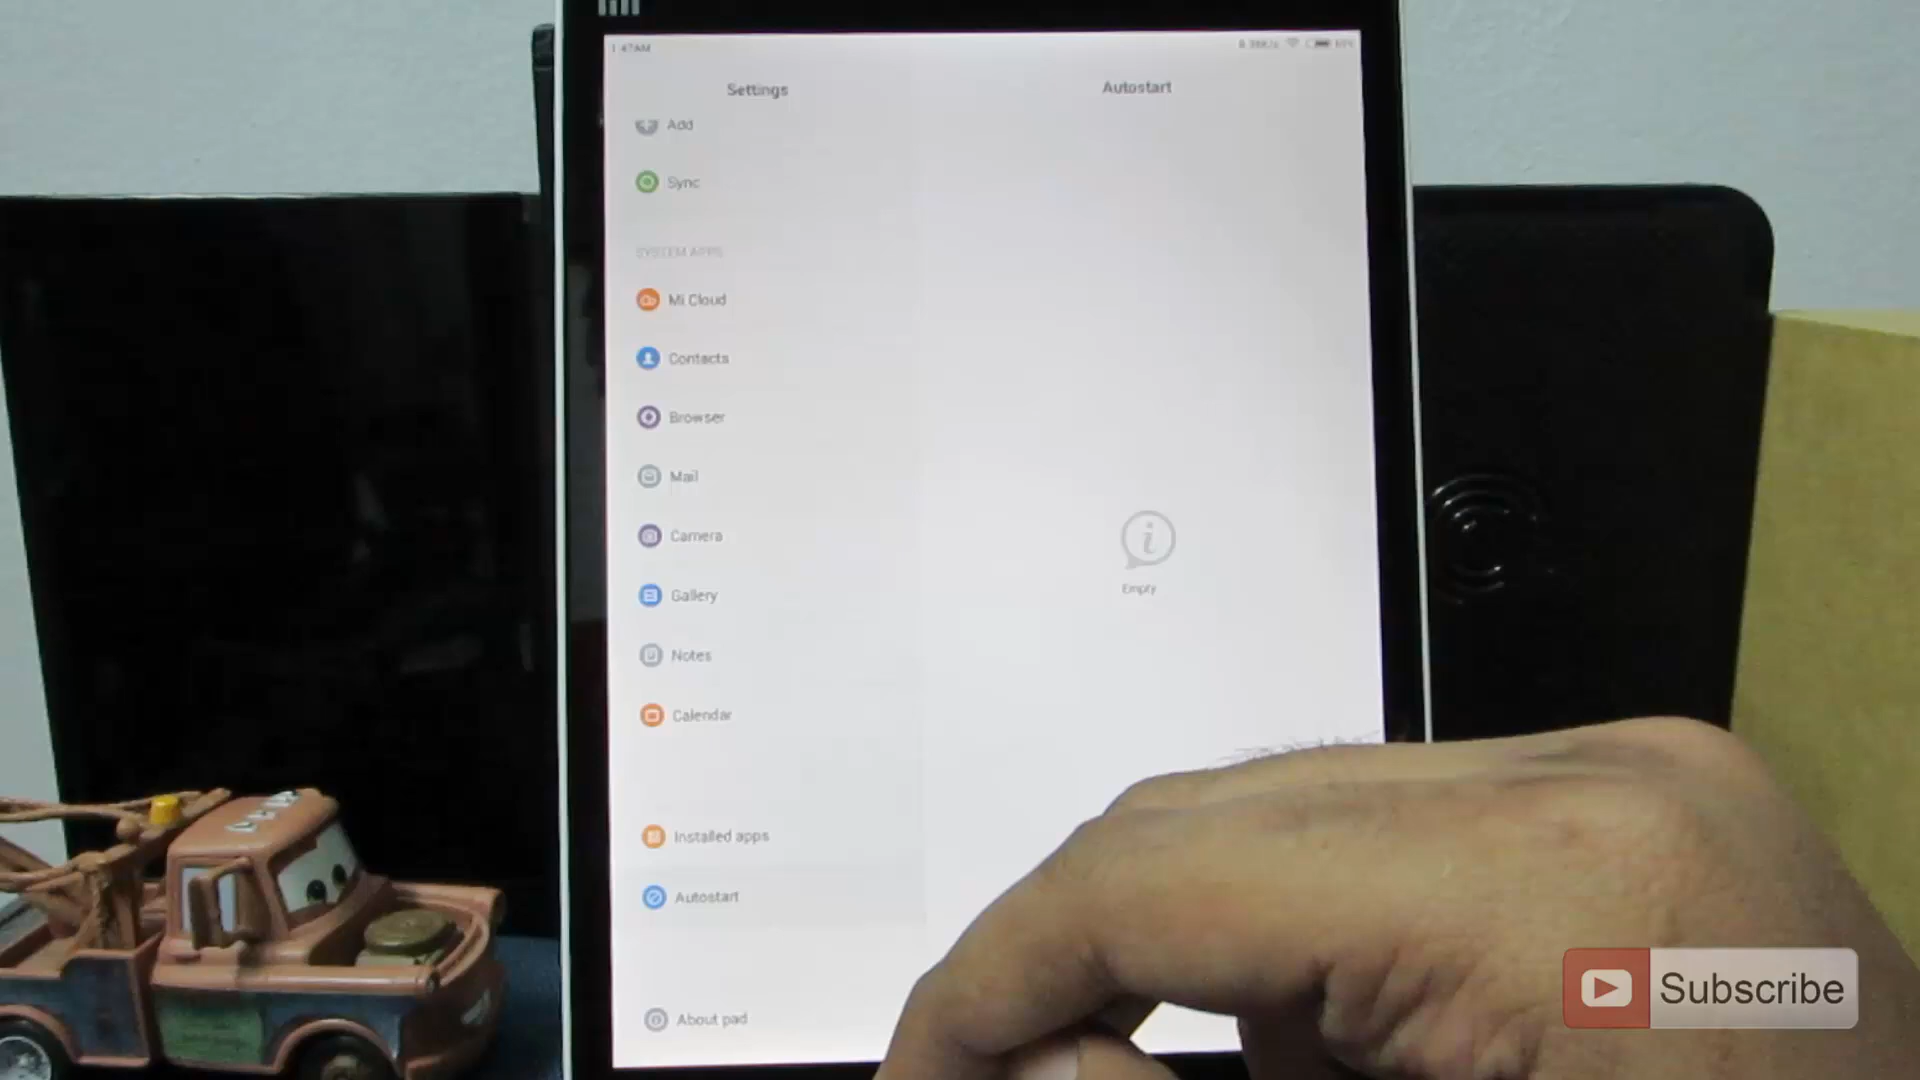 1:47AM
Settings
Autostart
Add
Sync
SYSTEM APPS
Mi Cloud
Contacts
Browser
Mail
Camera
Gallery
Empty
Notes
Calendar
Installed apps
Autostart
About pad
Subscribe